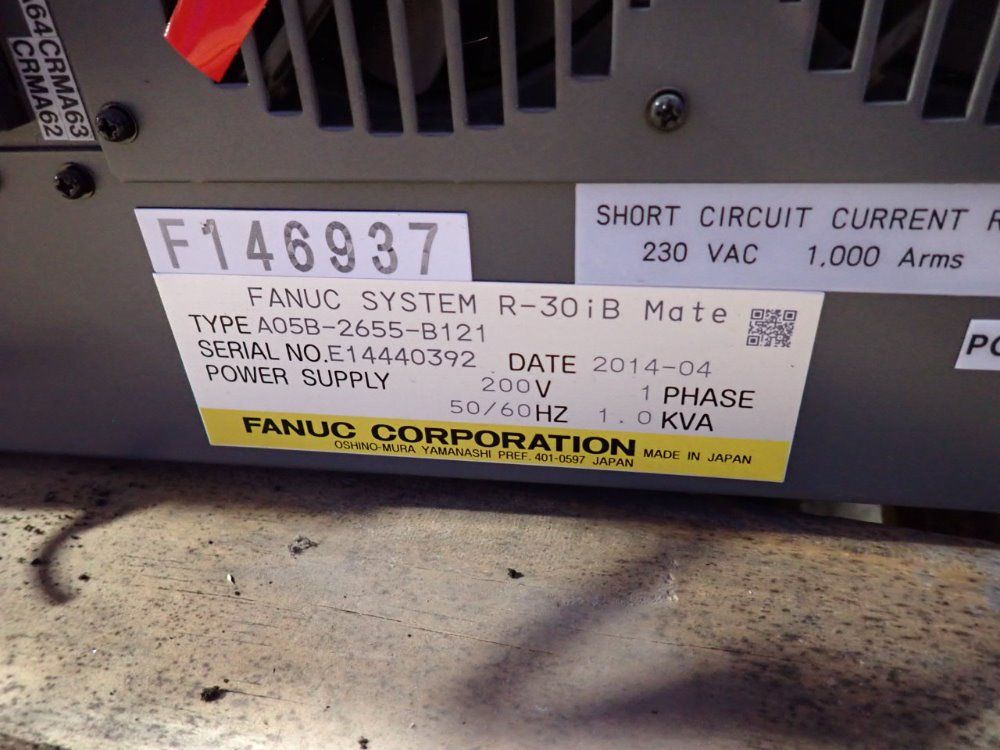 A64CRMA63
CRMA62
F146937
SHORT CIRCUIT CURRENT R
230 VAC 1,000 Arms
FANUC SYSTEM R-30iB Mate
TYPE A05B-2655-B121
SERIAL NO.E14440392 DATE 2014-04
POWER SUPPLY 200V 1 PHASE
50/60HZ 1.0 KVA
FANUC CORPORATION
OSHINO-MURA YAMANASHI PREF. 401-0597 JAPAN MADE IN JAPAN
PO